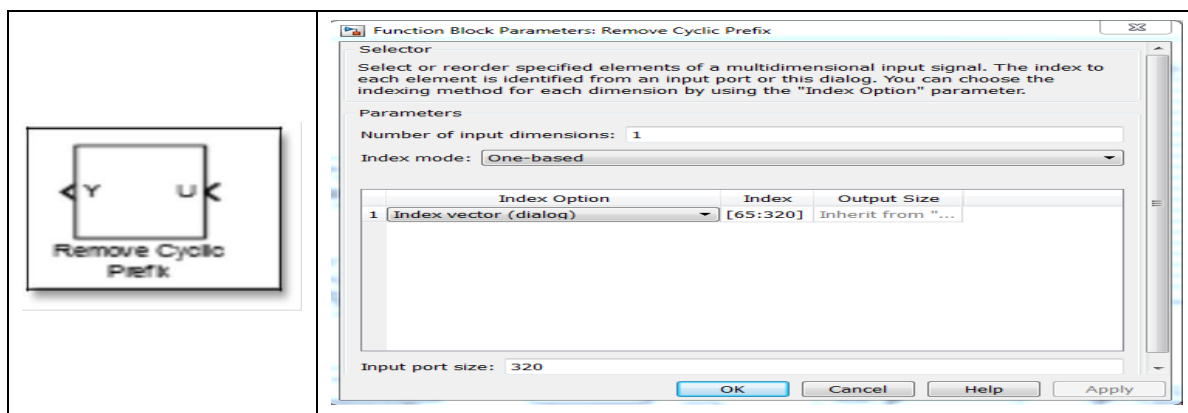 Y U
Remove Cyclic
Prefix
Function Block Parameters: Remove Cyclic Prefix
Selector
Select or reorder specified elements of a multidimensional input signal. The index to
each element is identified from an input port or this dialog. You can choose the
indexing method for each dimension by using the "Index Option" parameter.
Parameters
Number of input dimensions: 1
Index mode: One-based
Index Option Index Output Size
1 Index vector (dialog) [65:320] Inherit from "...
Input port size: 320
OK Cancel Help Apply